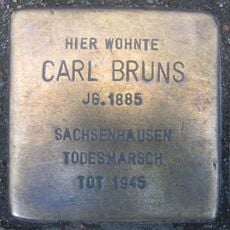 HIER WOHNTE
CARL BRUNS
JG. 1885
SACHSENHAUSEN
TODESMARSCH
TOT 1945